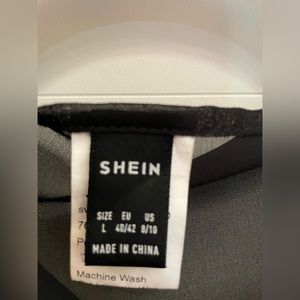 SHEIN
SIZE EU US
L 40/42 8/10
MADE IN CHINA
Machine Wash